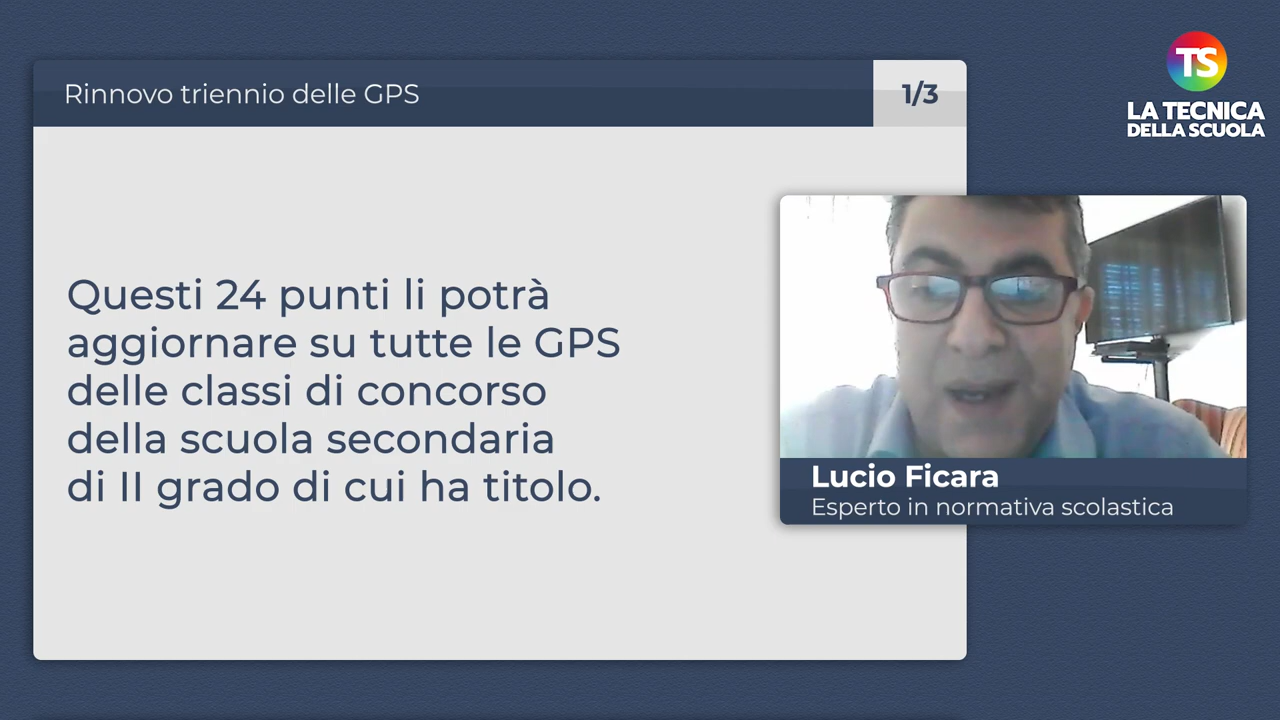 Rinnovo triennio delle GPS
1/3
TS
LA TECNICA
DELLA SCUOLA
Questi 24 punti li potrà
aggiornare su tutte le GPS
delle classi di concorso
della scuola secondaria
di II grado di cui ha titolo.
Lucio Ficara
Esperto in normativa scolastica